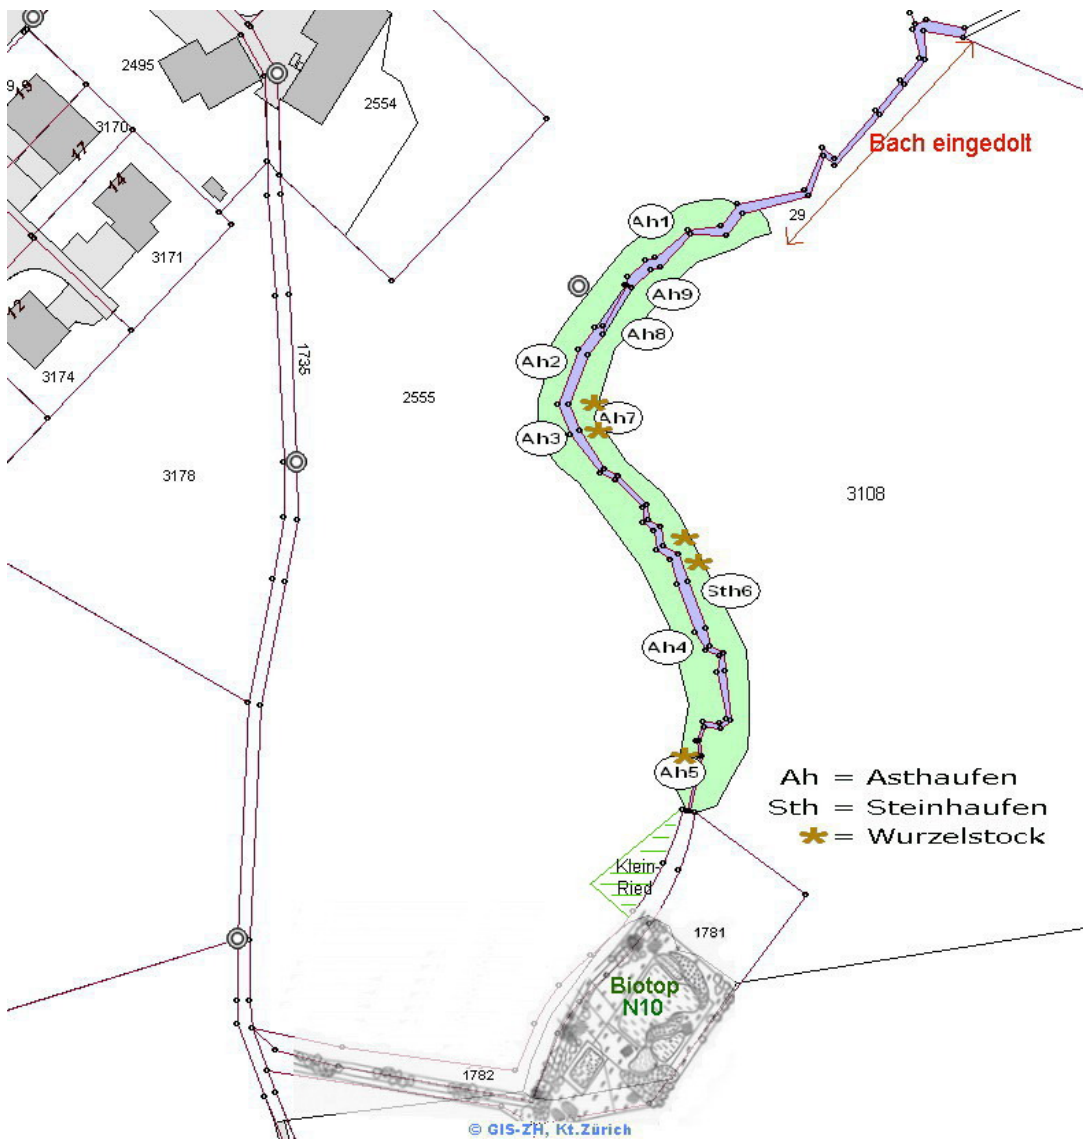 2495
2554
9
19
3170
17
14
Bach eingedolt
29
3171
Ah1
12
Ah9
Ah8
1735
Ah2
3174
2555
Ah7
Ah3
3178
3108
Sth6
Ah4
Ah5
Ah = Asthaufen
Sth = Steinhaufen
= Wurzelstock
Klein-
Ried
1781
Biotop
N10
1782
© GIS-ZH, Kt.Zürich